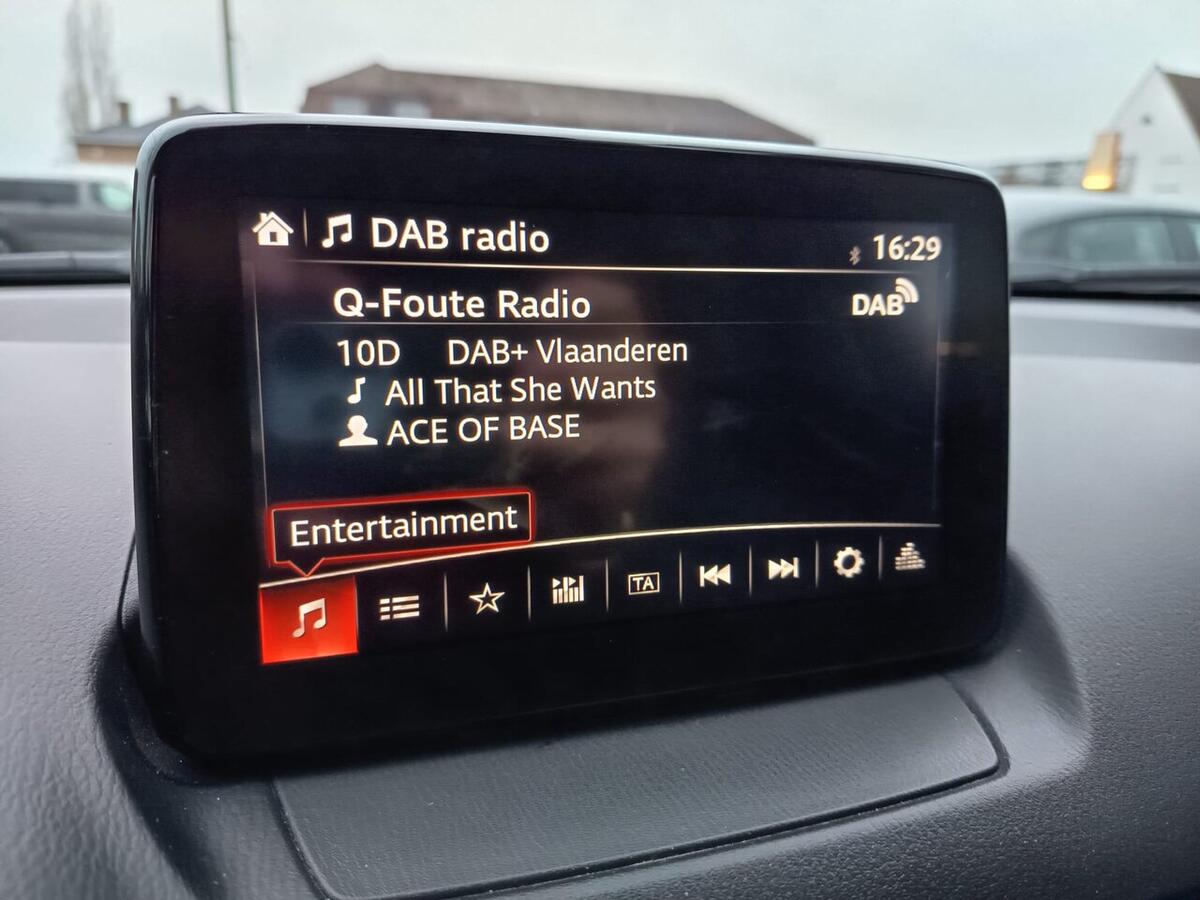 DAB radio
16:29
Q-Foute Radio
DAB
10D DAB+ Vlaanderen
All That She Wants
ACE OF BASE
Entertainment
TA